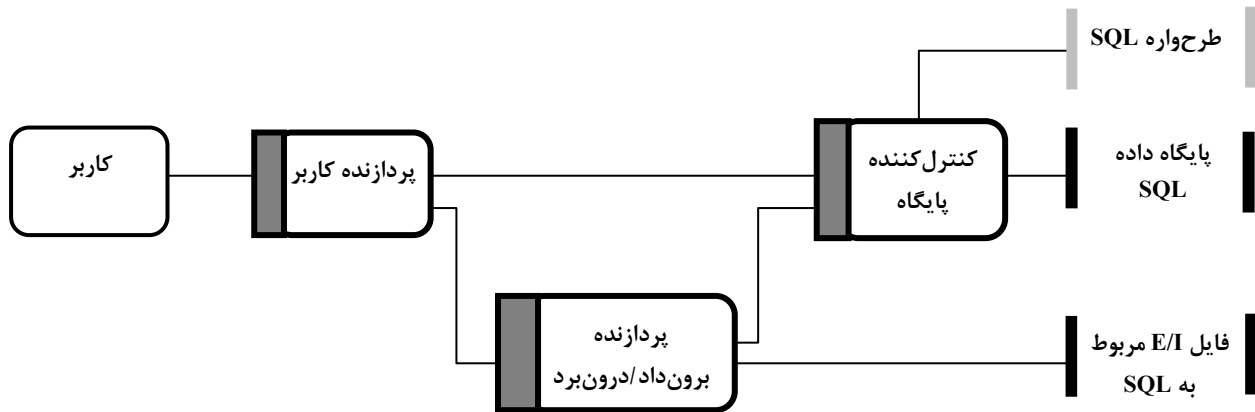 طرح‌واره SQL
کاربر
پردازنده کاربر
کنترل‌کننده
پایگاه
پایگاه داده
SQL
پردازنده
برون‌داد/درون‌برد
فایل E/I مربوط
به SQL